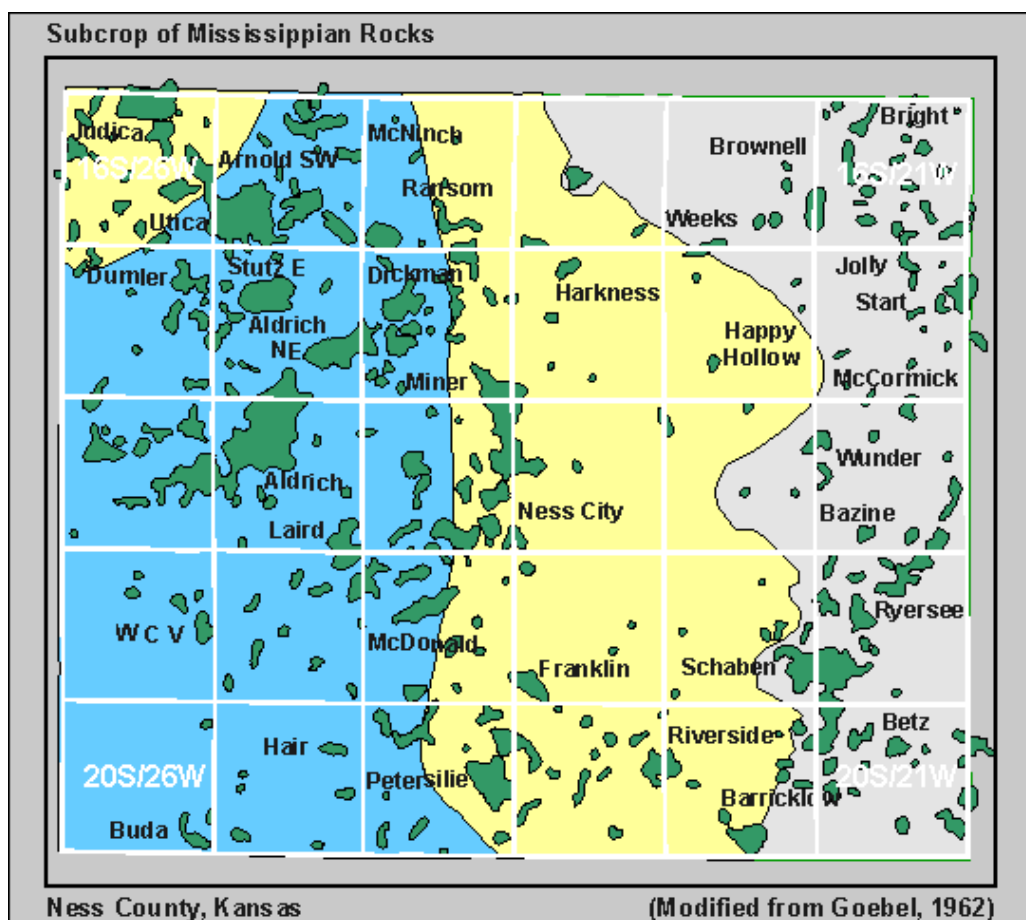 Subcrop of Mississippian Rocks
Judica
16S/26W
Arnold SW
McNinch
Brownell
Bright
16S/21W
Ransom
Utica
Weeks
Dumler
Stutz E
Dickman
Harkness
Jolly
Start
Aldrich
NE
Happy
Hollow
Miner
McCormick
Aldrich
Wunder
Laird
Ness City
Bazine
W C V
McDonald
Franklin
Schaben
Ryersee
Hair
Riverside
Betz
20S/26W
Petersilie
20S/21W
Barricklow
Buda
Ness County, Kansas
(Modified from Goebel, 1962)